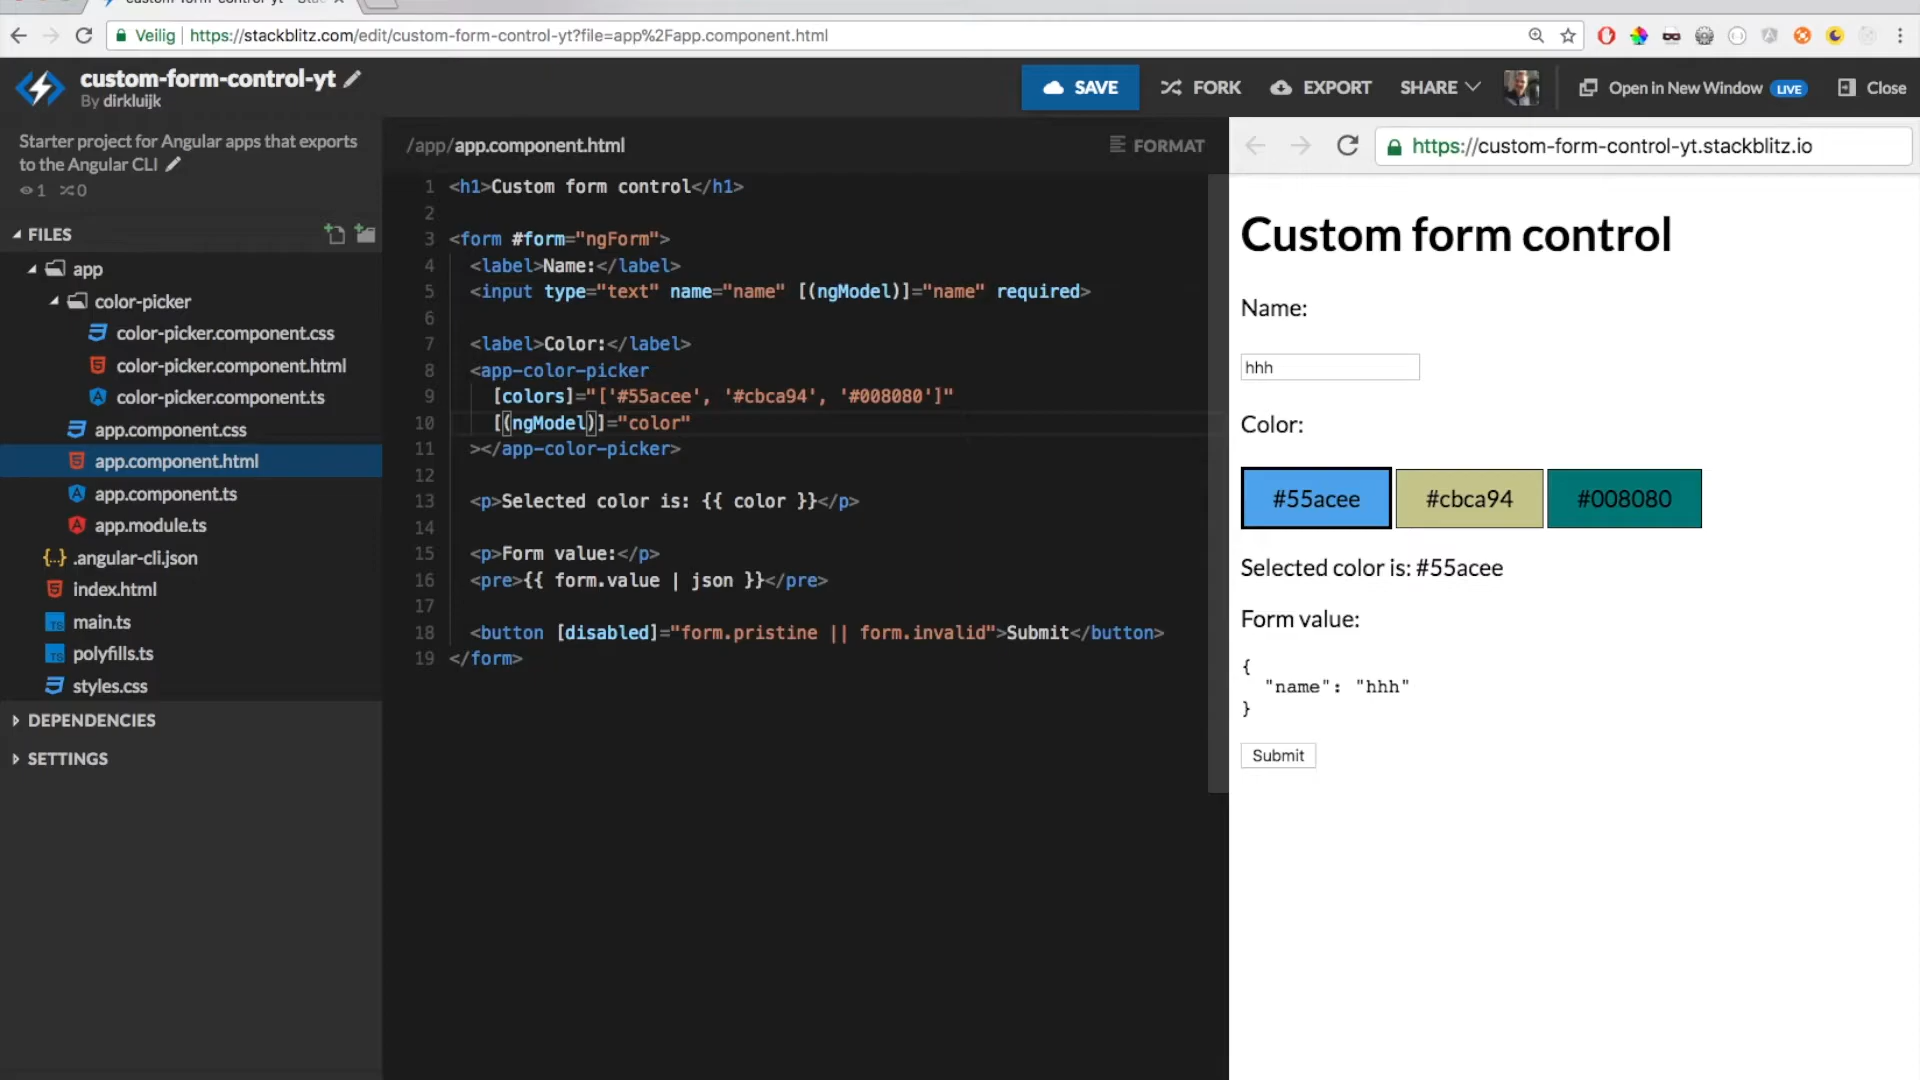 Veilig https://stackblitz.com/edit/custom-form-control-yt?file=app%2Fapp.component.html
custom-form-control-yt
By dirkluijk
SAVE
FORK
EXPORT
SHARE
Open in New Window LIVE
Close
Starter project for Angular apps that exports
to the Angular CLI
1 0
FILES
app
color-picker
color-picker.component.css
color-picker.component.html
color-picker.component.ts
app.component.css
app.component.html
app.component.ts
app.module.ts
.angular-cli.json
index.html
main.ts
polyfills.ts
styles.css
DEPENDENCIES
SETTINGS
/app/app.component.html
FORMAT
1 <h1>Custom form control</h1>
2
3 <form #form="ngForm">
4 <label>Name:</label>
5 <input type="text" name="name" [(ngModel)]="name" required>
6
7 <label>Color:</label>
8 <app-color-picker
9 [colors]="['#55acee', '#cbca94', '#008080']"
10 [(ngModel)]="color"
11 ></app-color-picker>
12
13 <p>Selected color is: {{ color }}</p>
14
15 <p>Form value:</p>
16 <pre>{{ form.value | json }}</pre>
17
18 <button [disabled]="form.pristine || form.invalid">Submit</button>
19 </form>
https://custom-form-control-yt.stackblitz.io
Custom form control
Name:
hhh
Color:
#55acee #cbca94 #008080
Selected color is: #55acee
Form value:
{
"name": "hhh"
}
Submit